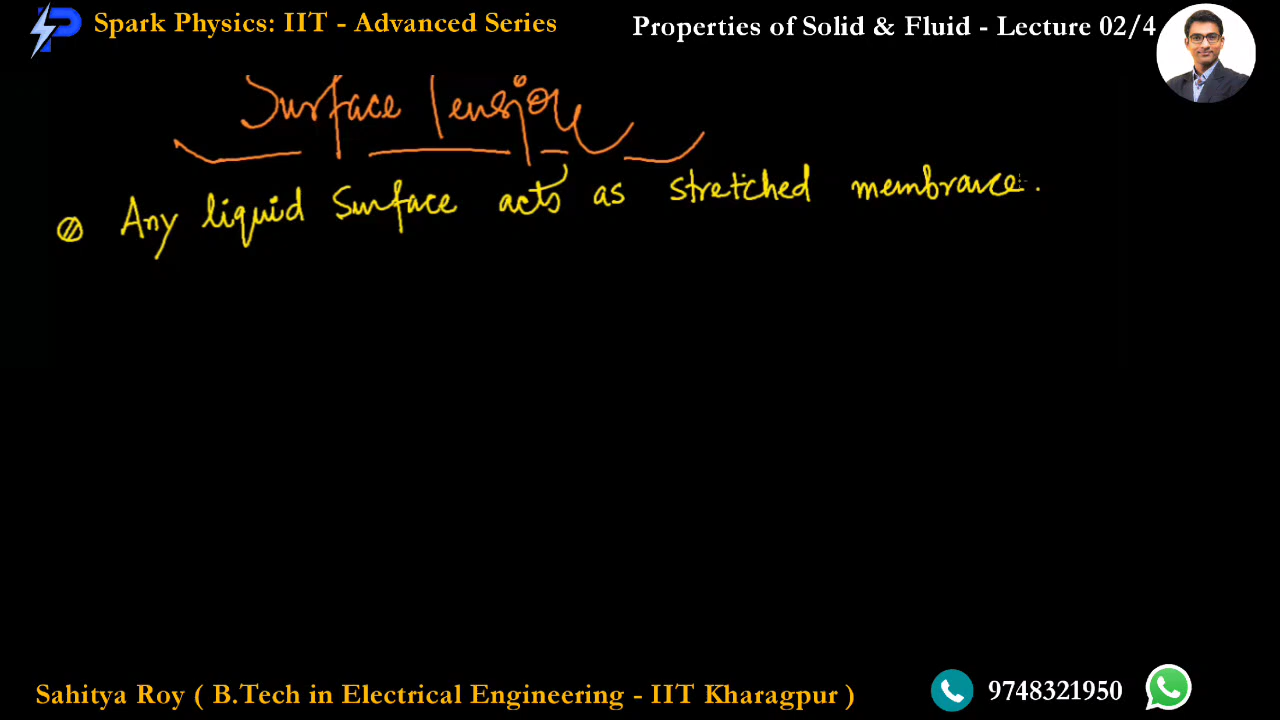 Spark Physics: IIT - Advanced Series
Properties of Solid & Fluid - Lecture 02/4
Surface Tension
Any liquid Surface acts as stretched membrane.
Sahitya Roy ( B.Tech in Electrical Engineering - IIT Kharagpur )
9748321950